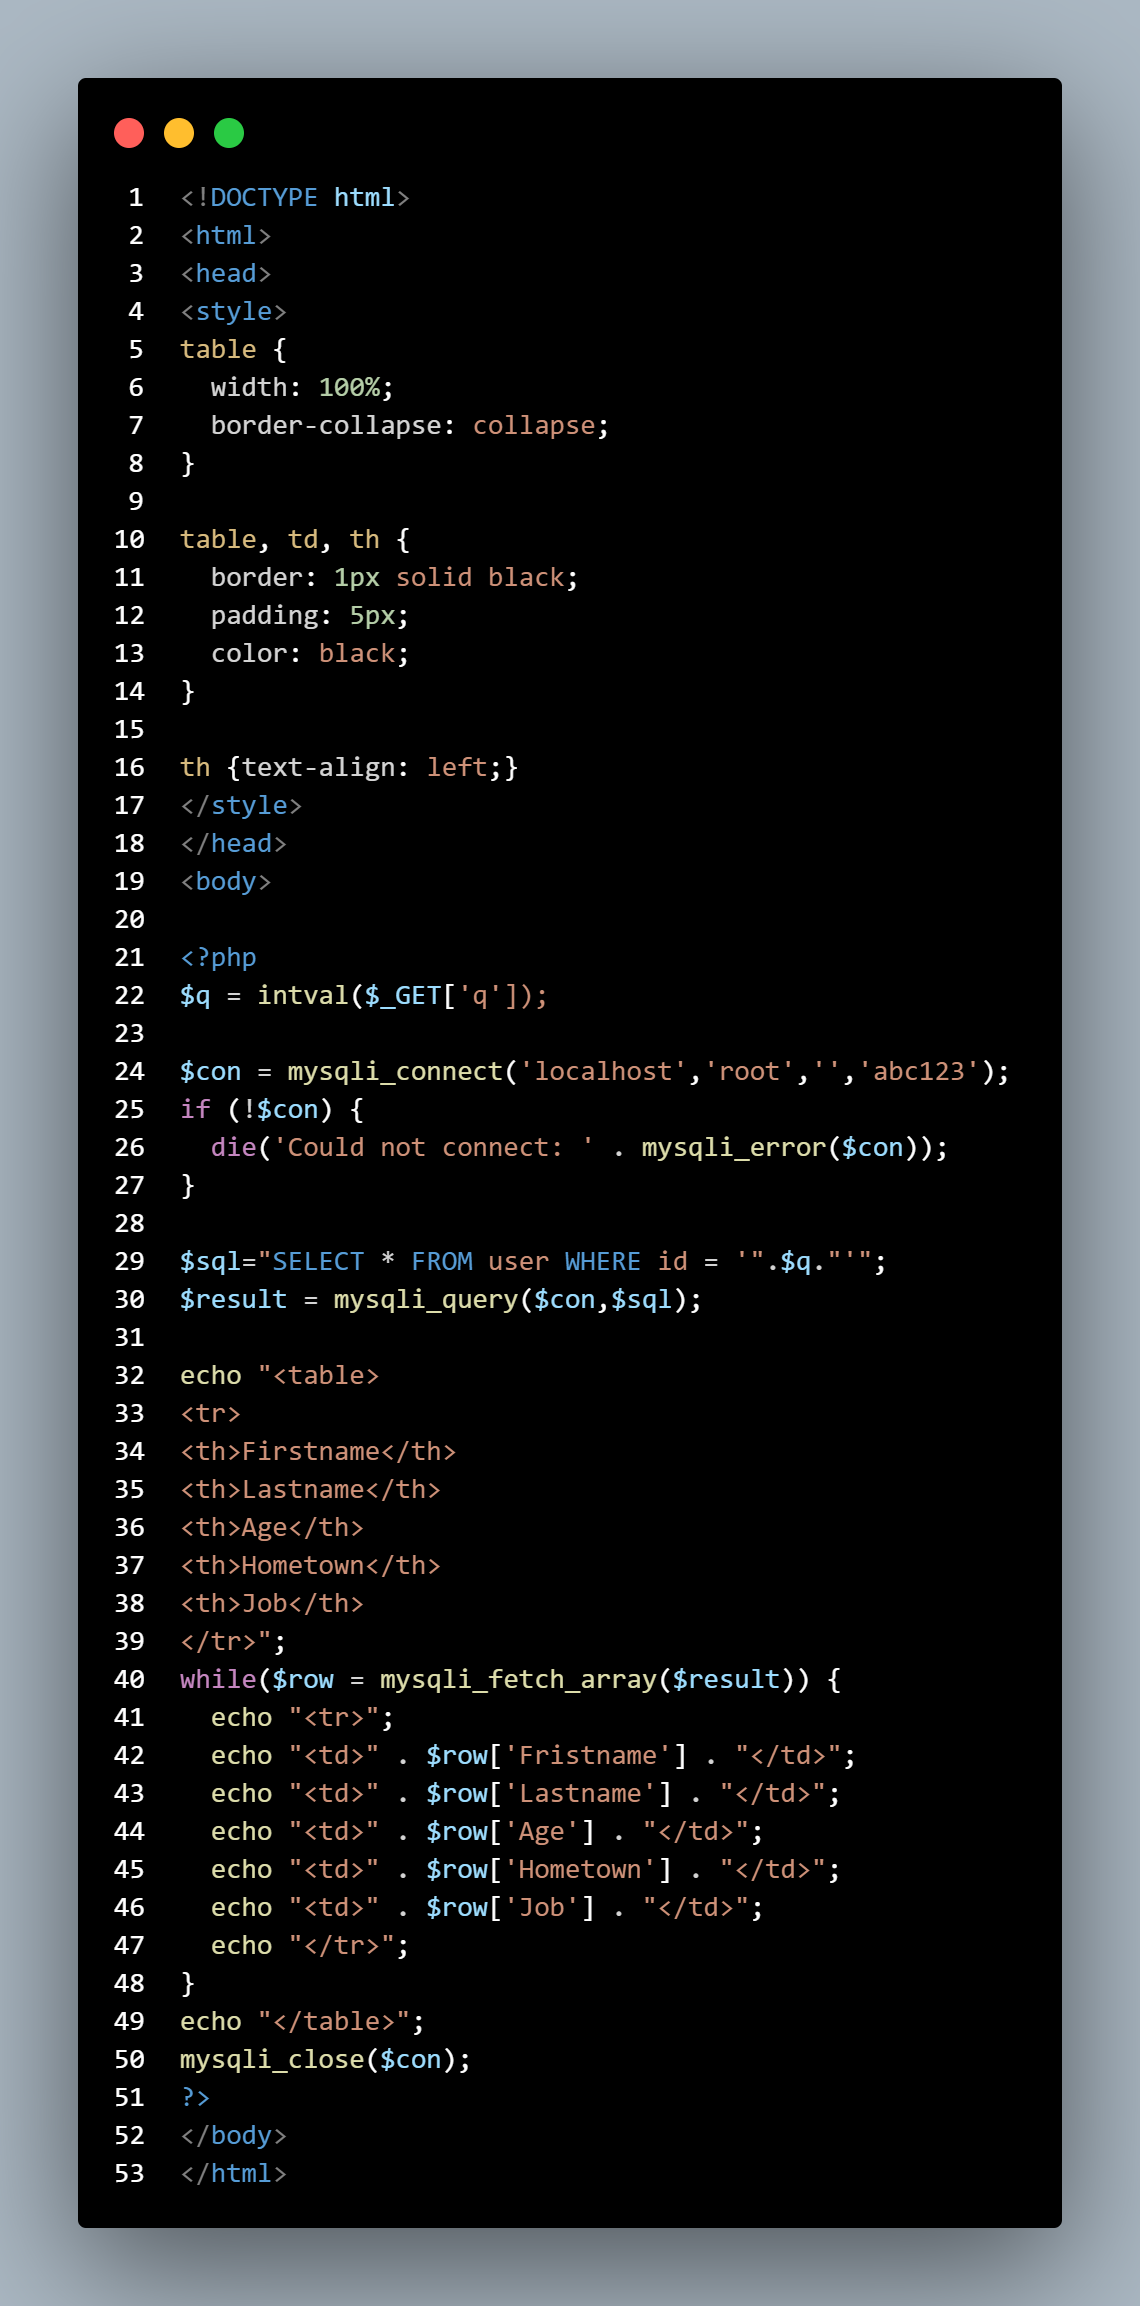 1 <!DOCTYPE html>
2 <html>
3 <head>
4 <style>
5 table {
6   width: 100%;
7   border-collapse: collapse;
8 }
9
10 table, td, th {
11   border: 1px solid black;
12   padding: 5px;
13   color: black;
14 }
15
16 th {text-align: left;}
17 </style>
18 </head>
19 <body>
20
21 <?php
22 $q = intval($_GET['q']);
23
24 $con = mysqli_connect('localhost','root','','abc123');
25 if (!$con) {
26   die('Could not connect: ' . mysqli_error($con));
27 }
28
29 $sql="SELECT * FROM user WHERE id = '".$q."'";
30 $result = mysqli_query($con,$sql);
31
32 echo "<table>
33 <tr>
34 <th>Firstname</th>
35 <th>Lastname</th>
36 <th>Age</th>
37 <th>Hometown</th>
38 <th>Job</th>
39 </tr>";
40 while($row = mysqli_fetch_array($result)) {
41   echo "<tr>";
42   echo "<td>" . $row['Fristname'] . "</td>";
43   echo "<td>" . $row['Lastname'] . "</td>";
44   echo "<td>" . $row['Age'] . "</td>";
45   echo "<td>" . $row['Hometown'] . "</td>";
46   echo "<td>" . $row['Job'] . "</td>";
47   echo "</tr>";
48 }
49 echo "</table>";
50 mysqli_close($con);
51 ?>
52 </body>
53 </html>